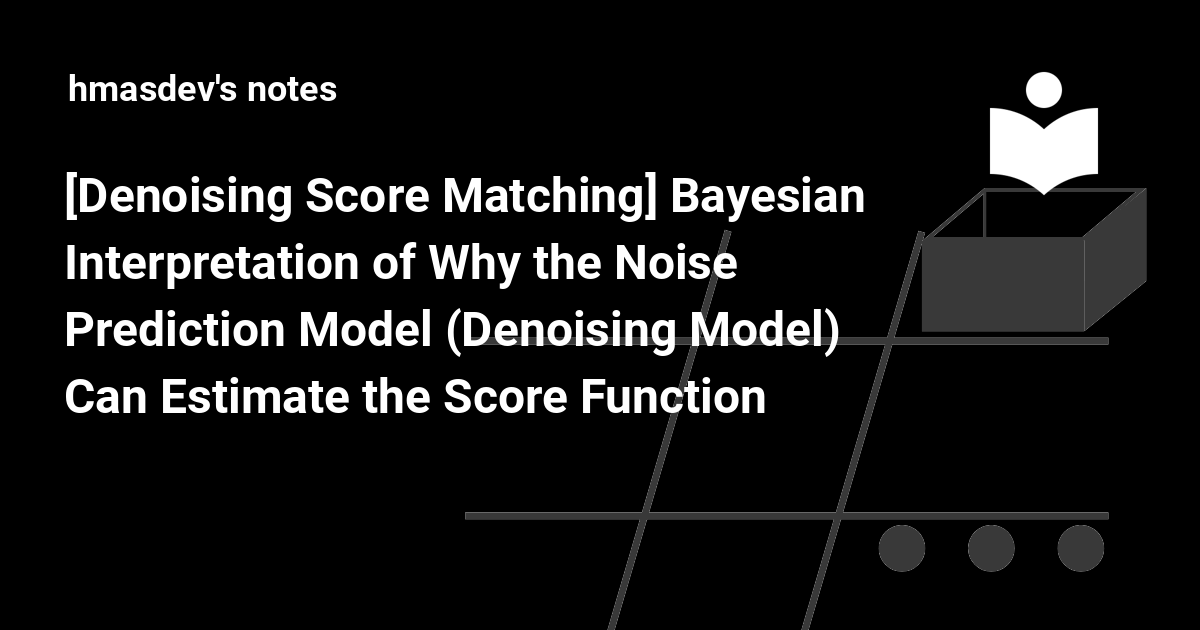 hmasdev's notes
[Denoising Score Matching] Bayesian
Interpretation of Why the Noise
Prediction Model (Denoising Model)
Can Estimate the Score Function